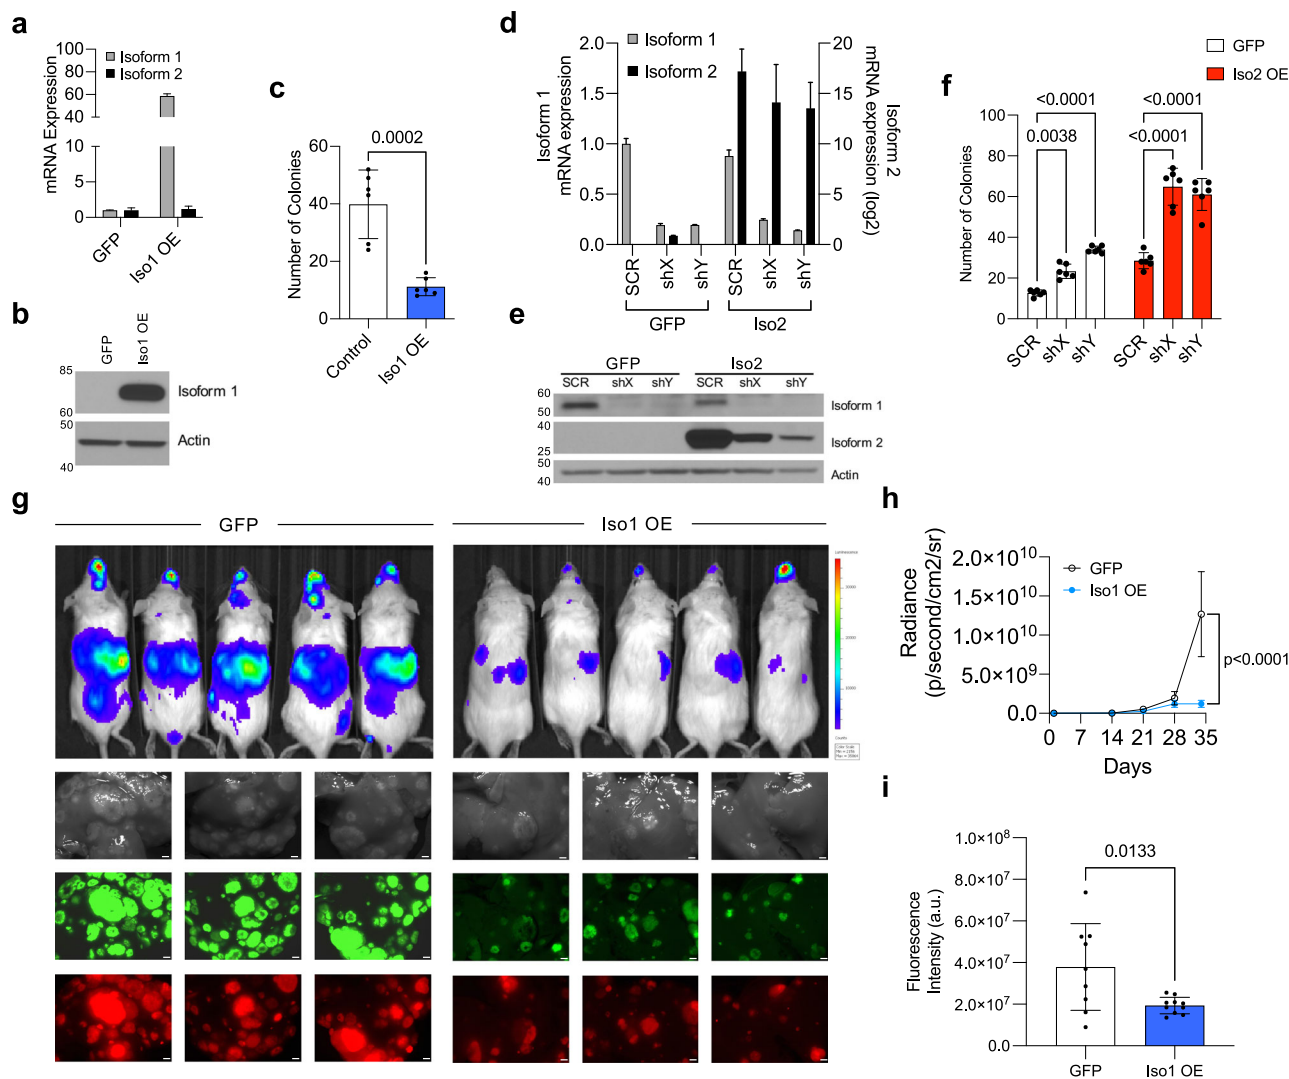 a
Isoform 1
Isoform 2
mRNA Expression
100
80
60
40
10
5
0
GFP
Iso1 OE
b
GFP
Iso1 OE
85
60
Isoform 1
50
40
Actin
c
0.0002
Number of Colonies
60
40
20
0
Control
Iso1 OE
d
Isoform 1
Isoform 2
Isoform 1
mRNA expression
2.0
1.5
1.0
0.5
0.0
20
15
10
5
0
Isoform 2
mRNA expression
(log2)
SCR
shX
shY
SCR
shX
shY
GFP
Iso2
e
GFP
Iso2
SCR
shX
shY
SCR
shX
shY
60
50
Isoform 1
40
25
Isoform 2
50
40
Actin
f
GFP
Iso2 OE
<0.0001
<0.0001
0.0038
<0.0001
Number of Colonies
100
80
60
40
20
0
SCR
shX
shY
SCR
shX
shY
g
GFP
Iso1 OE
Luminescence
30000
20000
10000
Counts
Color Scale
h
Radiance
(p/second/cm2/sr)
2.0×10¹⁰
1.5×10¹⁰
1.0×10¹⁰
5.0×10⁹
0.0
GFP
Iso1 OE
p<0.0001
0
7
14
21
28
35
Days
i
0.0133
Fluorescence
Intensity (a.u.)
1.0×10⁸
8.0×10⁷
6.0×10⁷
4.0×10⁷
2.0×10⁷
0.0
GFP
Iso1 OE